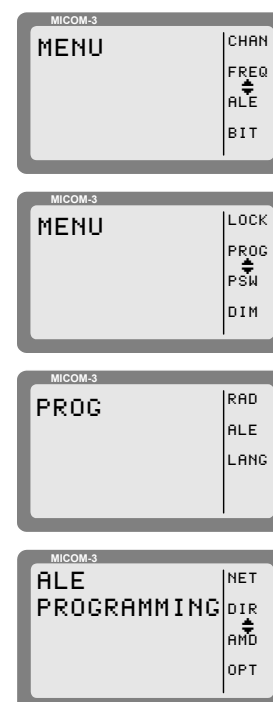 MICOM-3
MENU
CHAN
FREQ
ALE
BIT
MICOM-3
MENU
LOCK
PROG
PSW
DIM
MICOM-3
PROG
RAD
ALE
LANG
MICOM-3
ALE
PROGRAMMING
NET
DIR
AMD
OPT